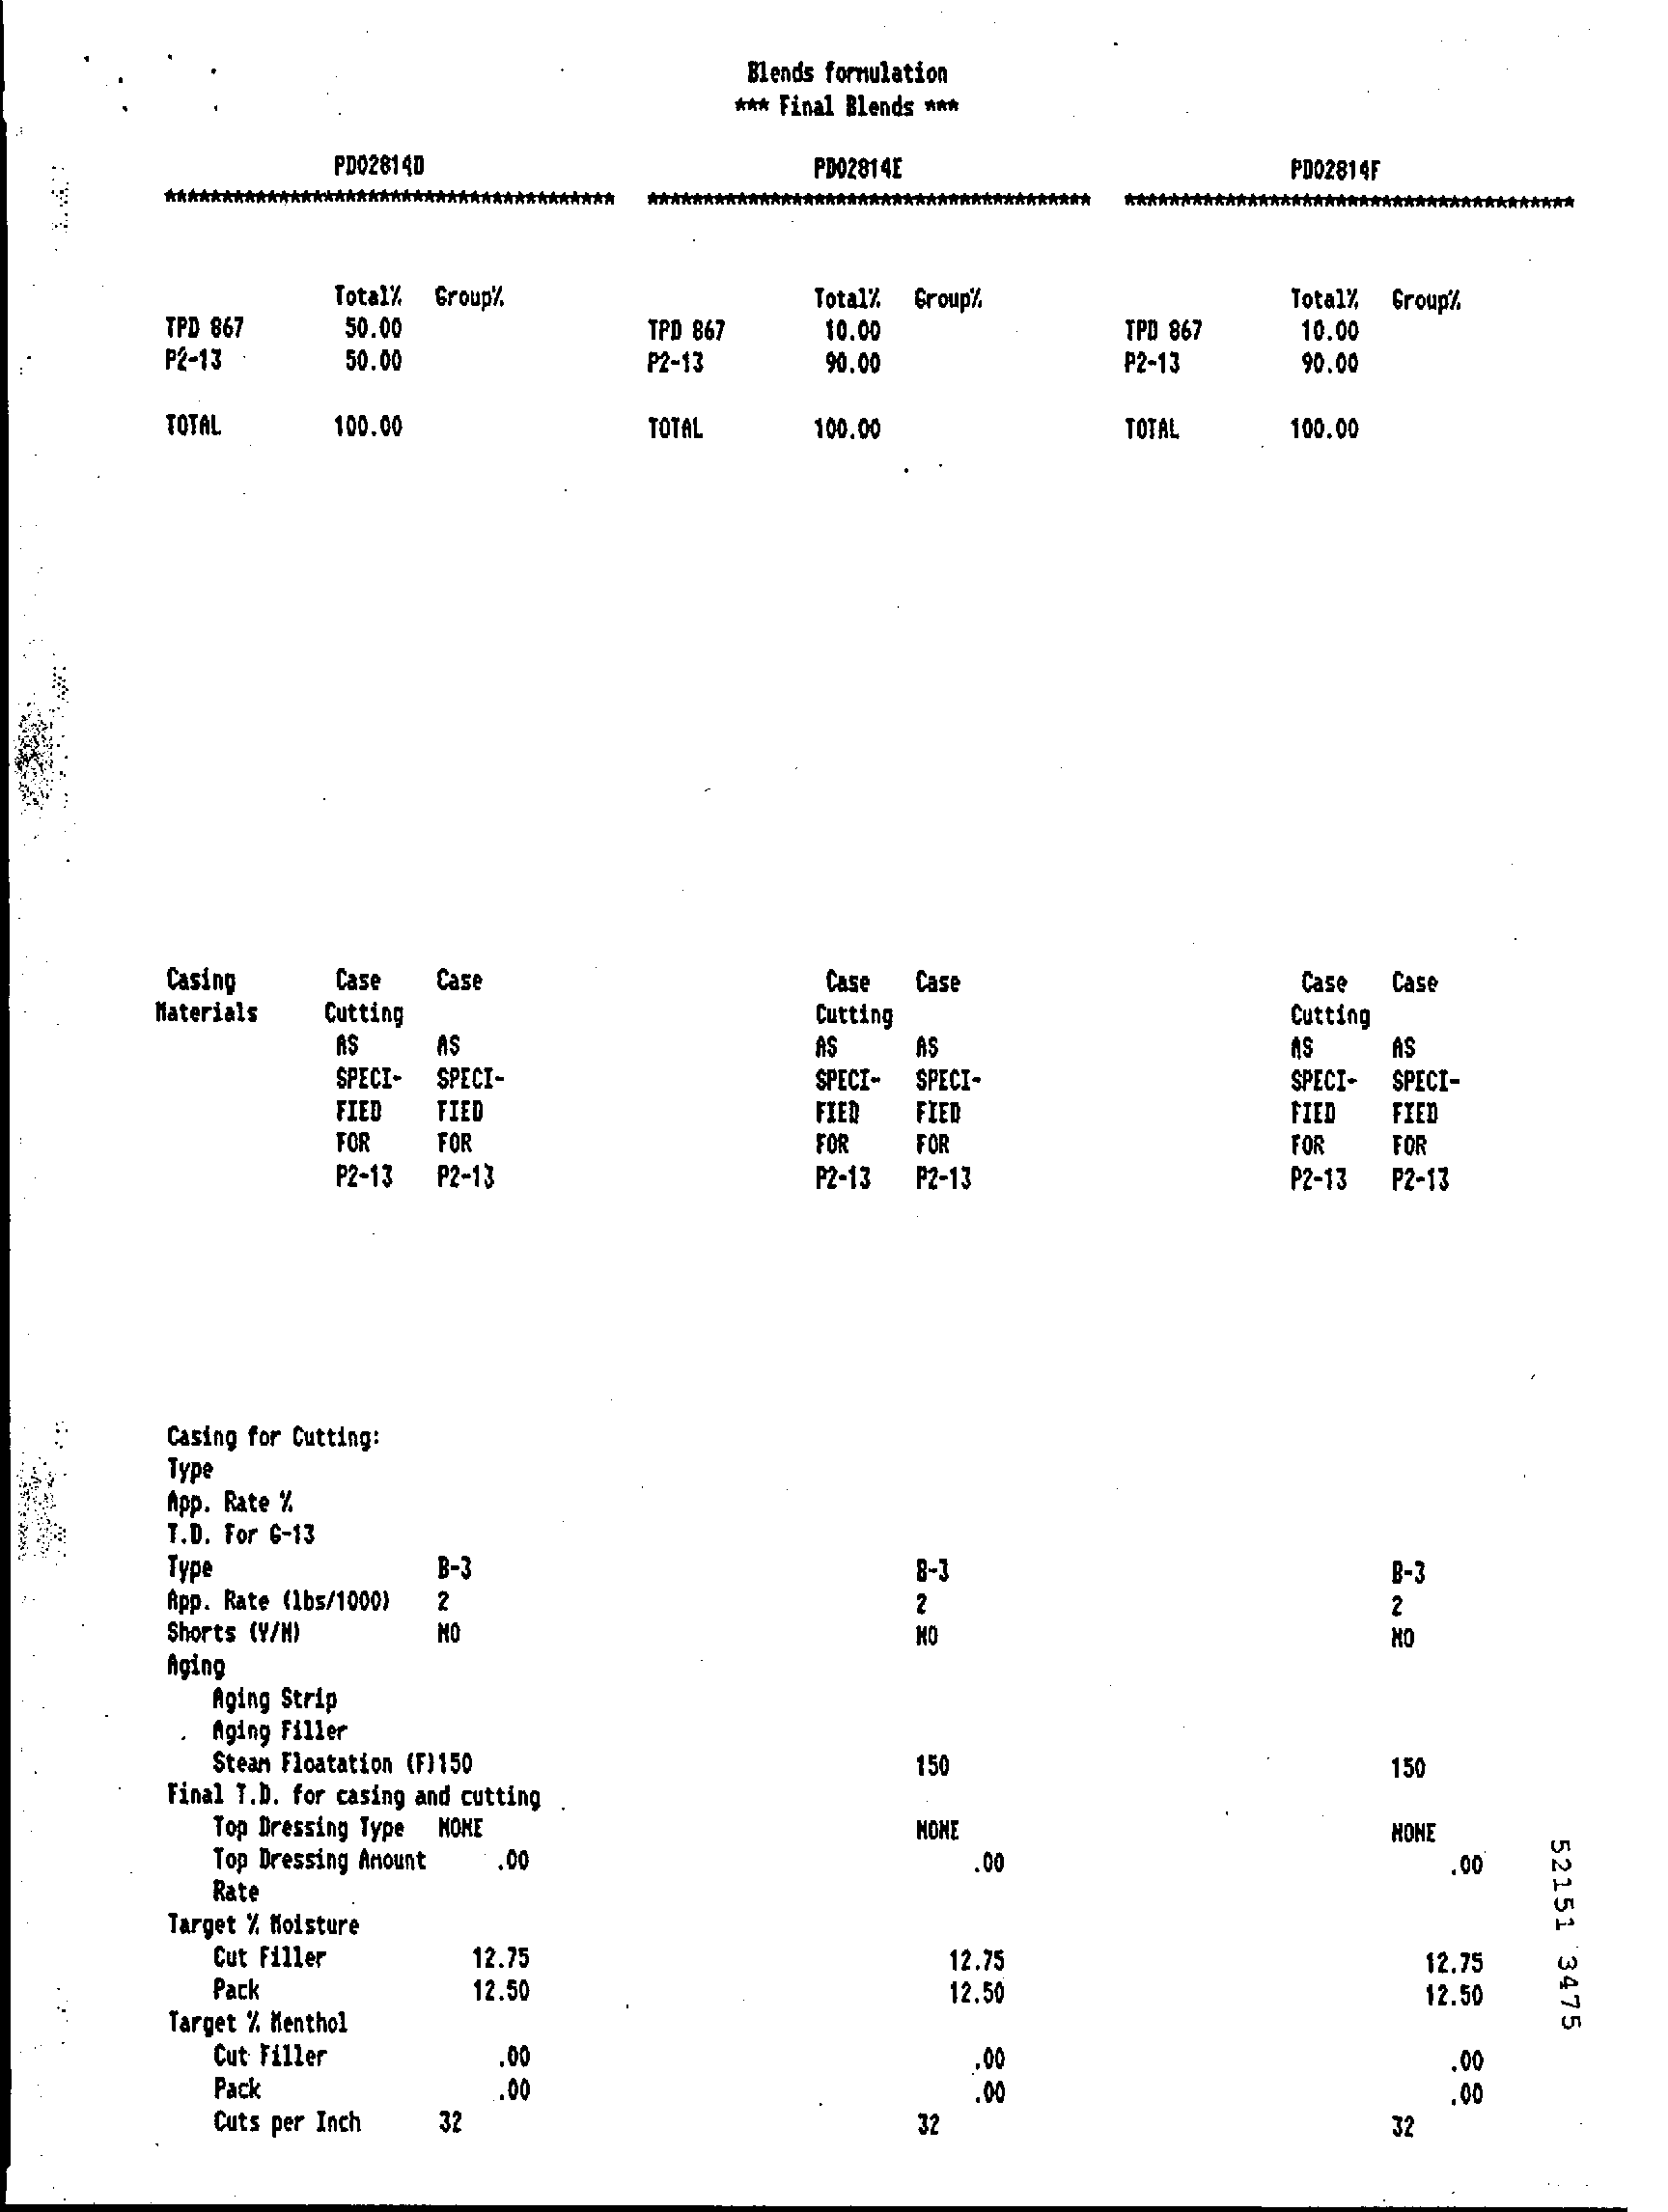 Blends formulation
*** Final Blends ***
PD02814D PD02814E PD02814F
*************************************** *************************************** ***************************************
Total% Group% Total% Group% Total% Group%
TPD 867 50.00 TPD 867 10.00 TPD 867 10.00
P2-13 50.00 P2-13 90.00 P2-13 90.00
TOTAL 100.00 TOTAL 100.00 TOTAL 100.00
Casing Case Case Case Case Case Case
Materials Cutting Cutting Cutting
AS AS AS AS AS AS
SPECI- SPECI- SPECI- SPECI- SPECI- SPECI-
FIED FIED FIED FIED FIED FIED
FOR FOR FOR FOR FOR FOR
P2-13 P2-13 P2-13 P2-13 P2-13 P2-13
Casing for Cutting:
Type
App. Rate %
T.D. For G-13
Type B-3 B-3 B-3
App. Rate (lbs/1000) 2 2 2
Shorts (Y/N) NO NO NO
Aging
Aging Strip
Aging Filler
Steam Floatation (F)150 150 150
Final T.D. for casing and cutting
Top Dressing Type NONE NONE NONE
Top Dressing Amount .00 .00 .00
Rate
Target % Moisture
Cut Filler 12.75 12.75 12.75
Pack 12.50 12.50 12.50
Target % Menthol
Cut Filler .00 .00 .00
Pack .00 .00 .00
Cuts per Inch 32 32 32
52151 3475